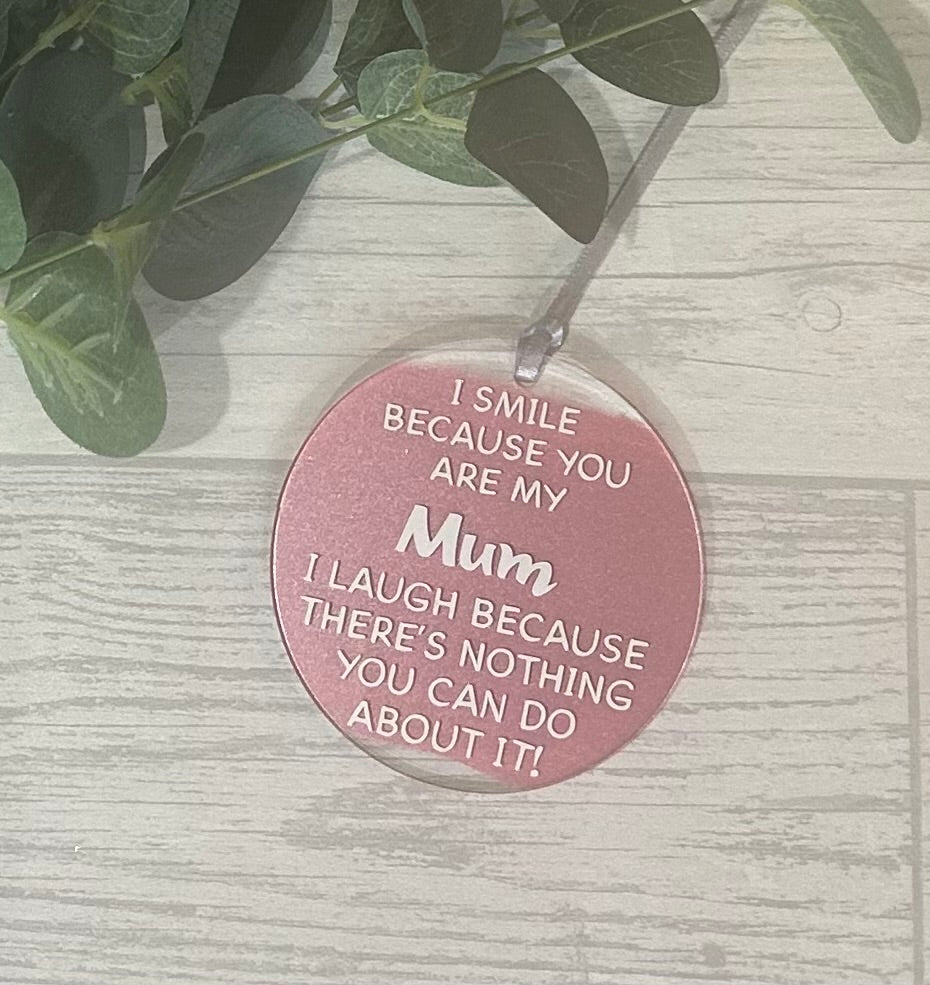 I SMILE
BECAUSE YOU
ARE MY
Mum
I LAUGH BECAUSE
THERE'S NOTHING
YOU CAN DO
ABOUT IT!